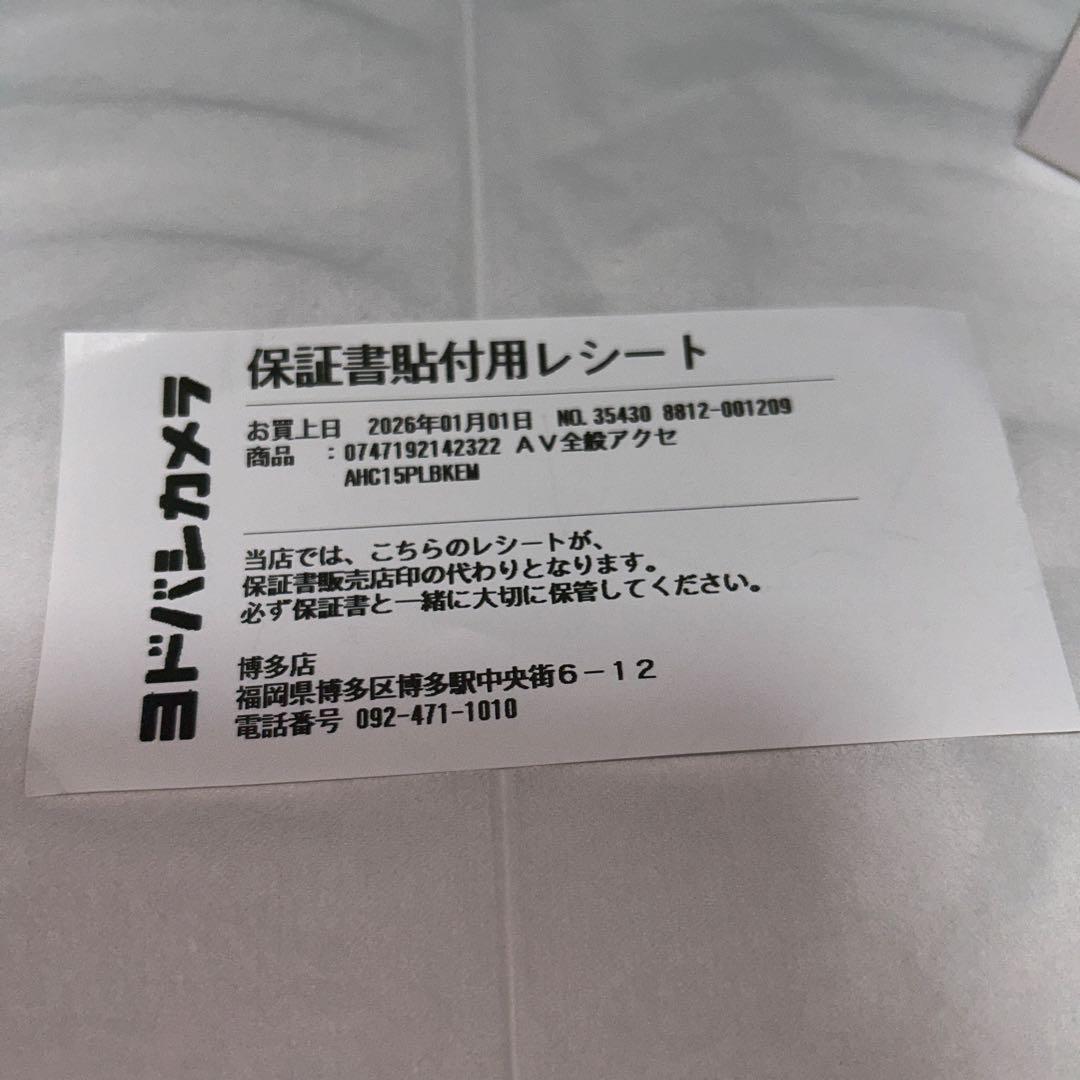 ヨドバシカメラ
保証書貼付用レシート
お買上日 2026年01月01日 NO. 35430 8812-001209
商品 :0747192142322 AV全般アクセ
AHC15PLBKEM
当店では、こちらのレシートが、
保証書販売店印の代わりとなります。
必ず保証書と一緒に大切に保管してください。
博多店
福岡県博多区博多駅中央街6-12
電話番号 092-471-1010